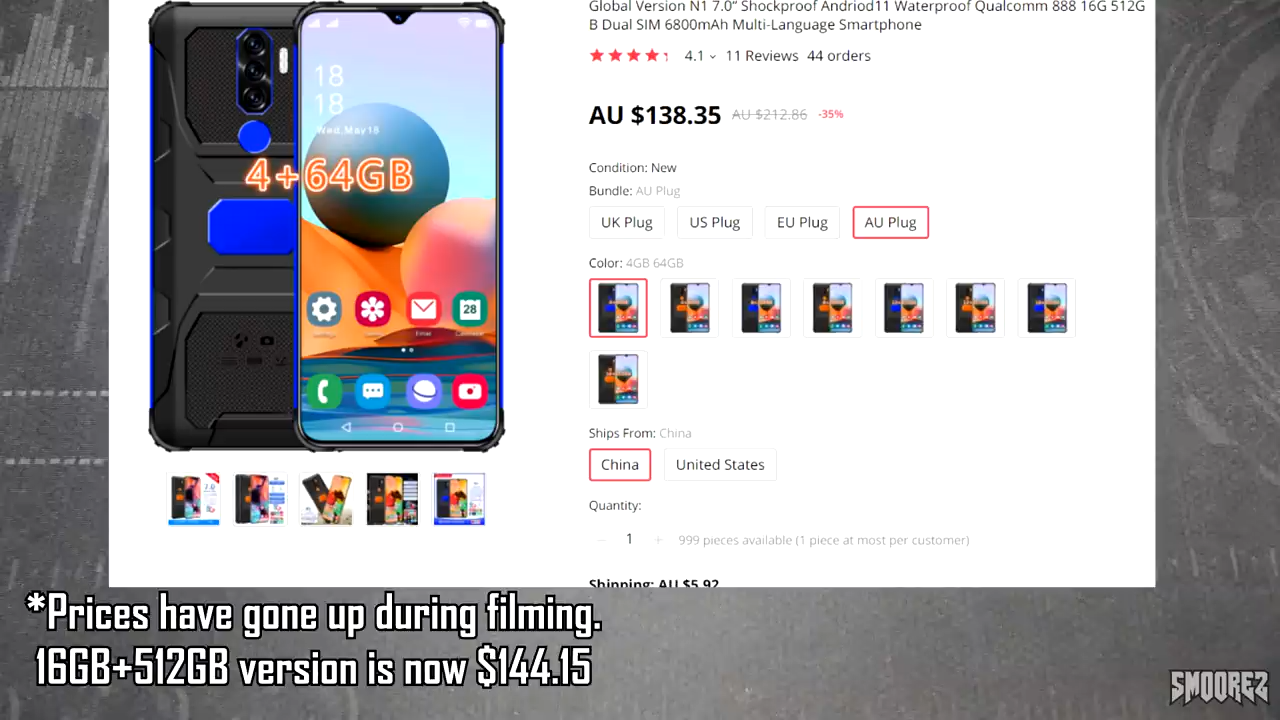 Global Version N1 7.0“ Shockproof Andriod11 Waterproof Qualcomm 888 16G 512G
B Dual SIM 6800mAh Multi-Language Smartphone
4.1 11 Reviews 44 orders
AU $138.35 AU $212.86 -35%
18
18
Wed.May18
4+64GB
28
Condition: New
Bundle: AU Plug
UK Plug US Plug EU Plug AU Plug
Color: 4GB 64GB
Ships From: China
China United States
Quantity:
1 999 pieces available (1 piece at most per customer)
Shipping: AU $5.92
*Prices have gone up during filming.
16GB+512GB version is now $144.15
SMOOREZ